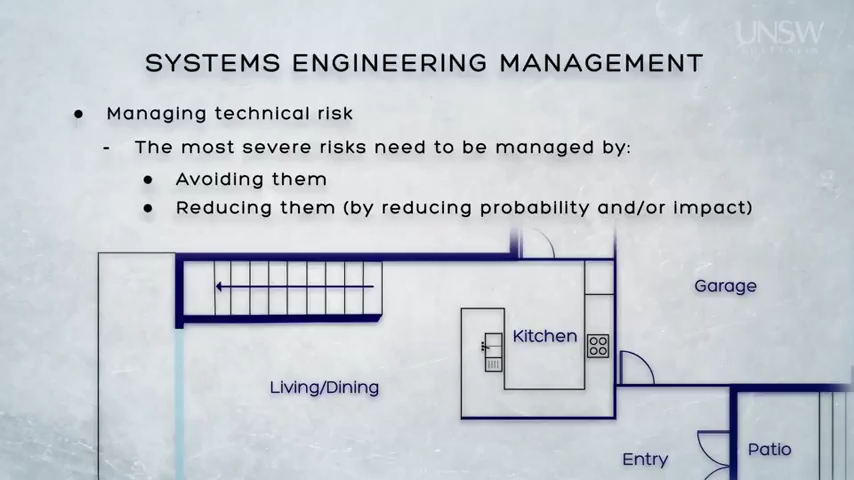 UNSW
SYSTEMS ENGINEERING MANAGEMENT
● Managing technical risk
- The most severe risks need to be managed by:
● Avoiding them
● Reducing them (by reducing probability and/or impact)
Garage
Kitchen
Living/Dining
Entry
Patio